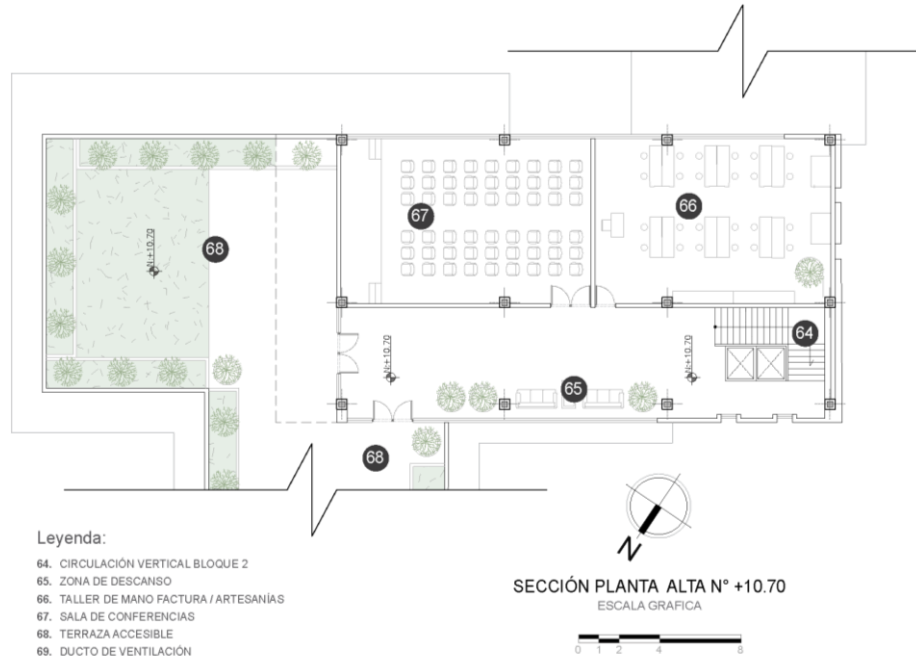 67
66
68
N:+10.70
64
N:+10.70
N:+10.70
65
68
N
Leyenda:
64. CIRCULACIÓN VERTICAL BLOQUE 2
65. ZONA DE DESCANSO
66. TALLER DE MANO FACTURA / ARTESANÍAS
67. SALA DE CONFERENCIAS
68. TERRAZA ACCESIBLE
69. DUCTO DE VENTILACIÓN
SECCIÓN PLANTA ALTA N° +10.70
ESCALA GRAFICA
0 1 2 4 8